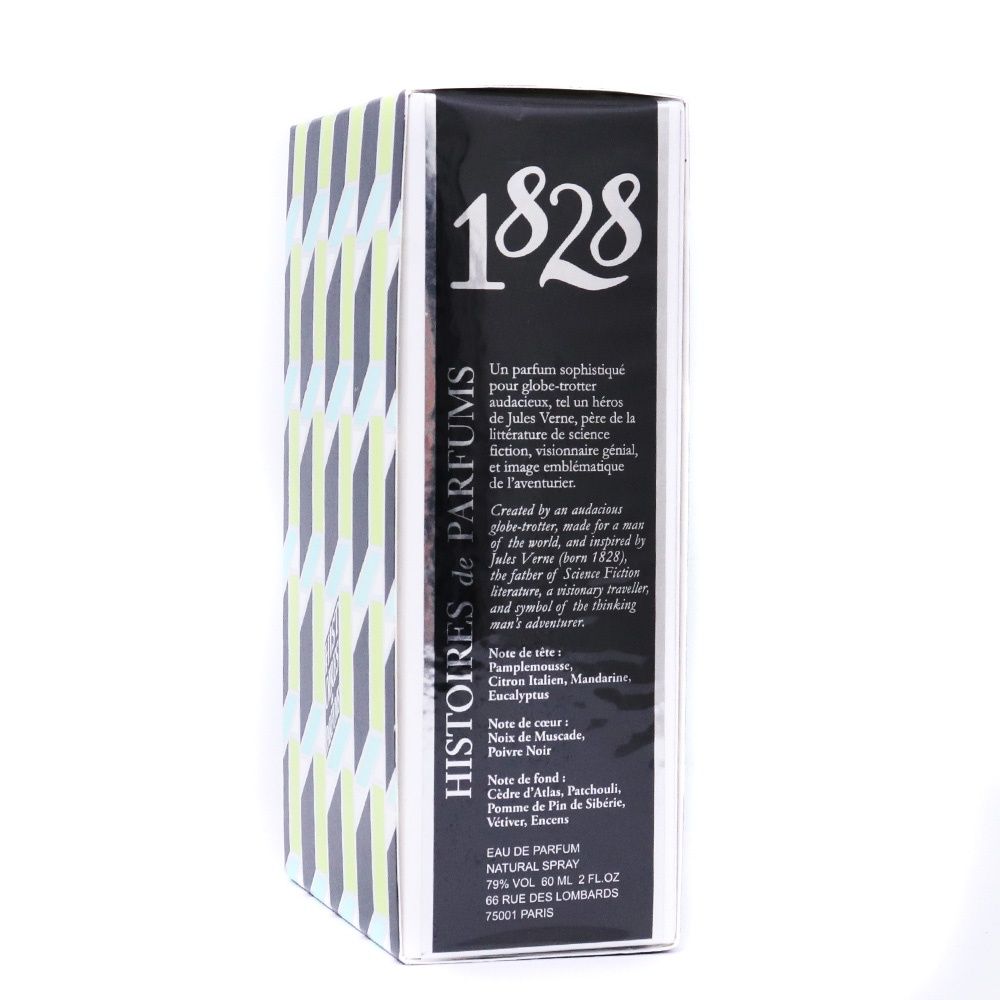 1828
HISTOIRES de PARFUMS
Un parfum sophistiqué
pour globe-trotter
audacieux, tel un héros
de Jules Verne, père de la
littérature de science
fiction, visionnaire génial,
et image emblématique
de l'aventurier.
Created by an audacious
globe-trotter, made for a man
of the world, and inspired by
Jules Verne (born 1828),
the father of Science Fiction
literature, a visionary traveller,
and symbol of the thinking
man's adventurer.
Note de tête :
Pamplemousse,
Citron Italien, Mandarine,
Eucalyptus
Note de cœur :
Noix de Muscade,
Poivre Noir
Note de fond :
Cèdre d'Atlas, Patchouli,
Pomme de Pin de Sibérie,
Vétiver, Encens
EAU DE PARFUM
NATURAL SPRAY
79% VOL 60 ML 2 FL.OZ
66 RUE DES LOMBARDS
75001 PARIS